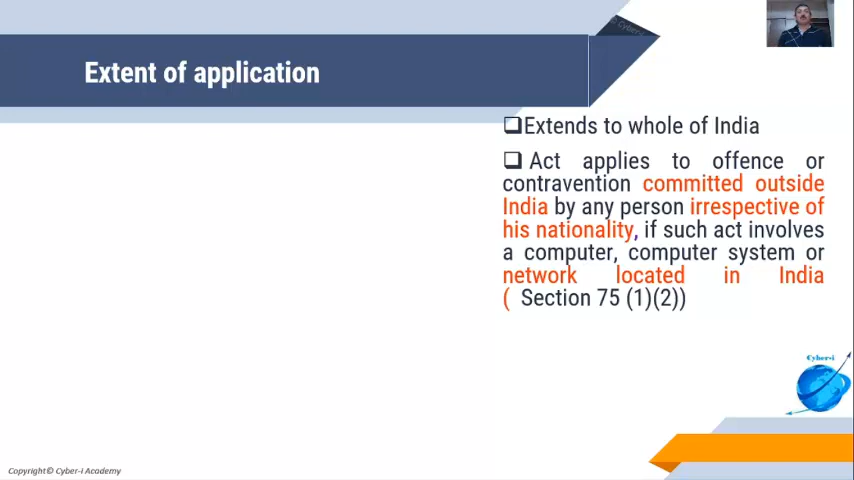 © Cyber-i
Extent of application
Extends to whole of India
Act applies to offence or
contravention committed outside
India by any person irrespective of
his nationality, if such act involves
a computer, computer system or
network located in India
( Section 75 (1)(2))
Cyber-i
Copyright© Cyber-i Academy